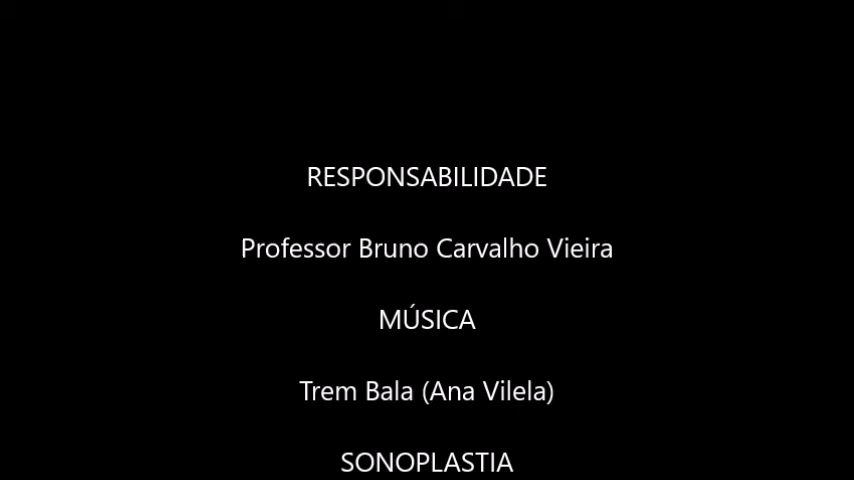 RESPONSABILIDADE
Professor Bruno Carvalho Vieira
MÚSICA
Trem Bala (Ana Vilela)
SONOPLASTIA